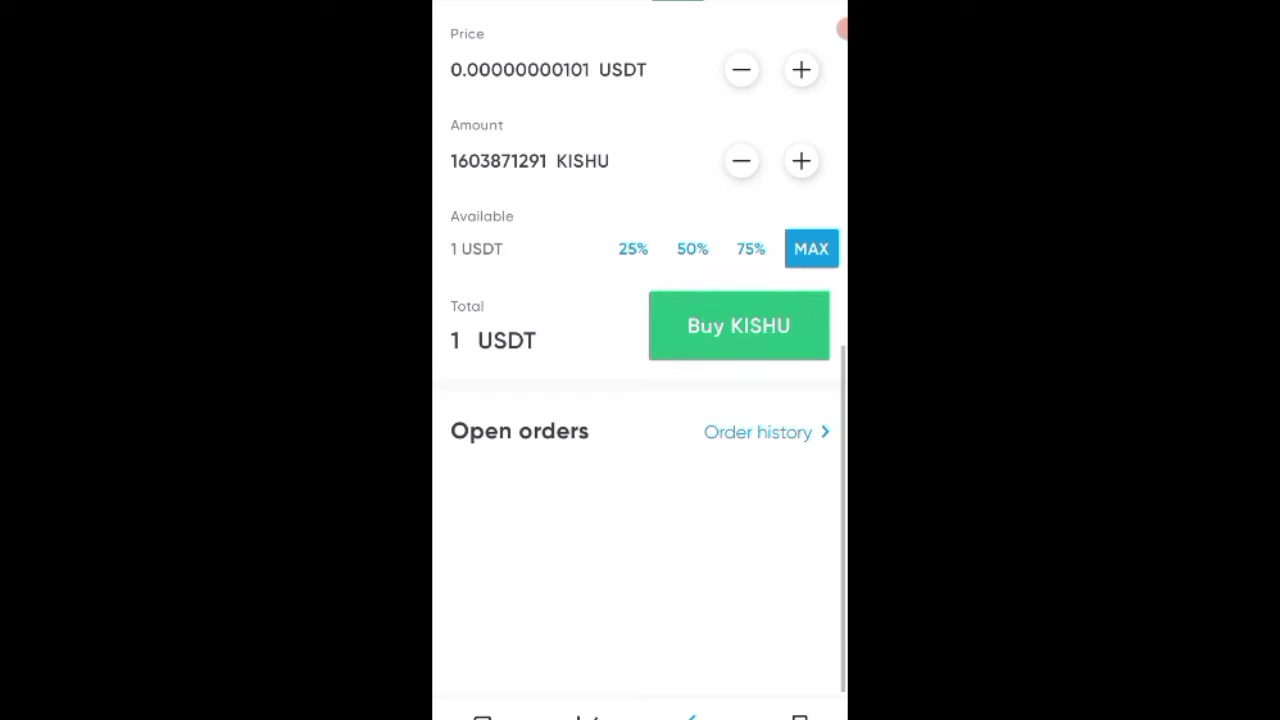 Price
0.00000000101 USDT
Amount
1603871291 KISHU
Available
1 USDT 25% 50% 75% MAX
Total
1 USDT
Buy KISHU
Open orders
Order history